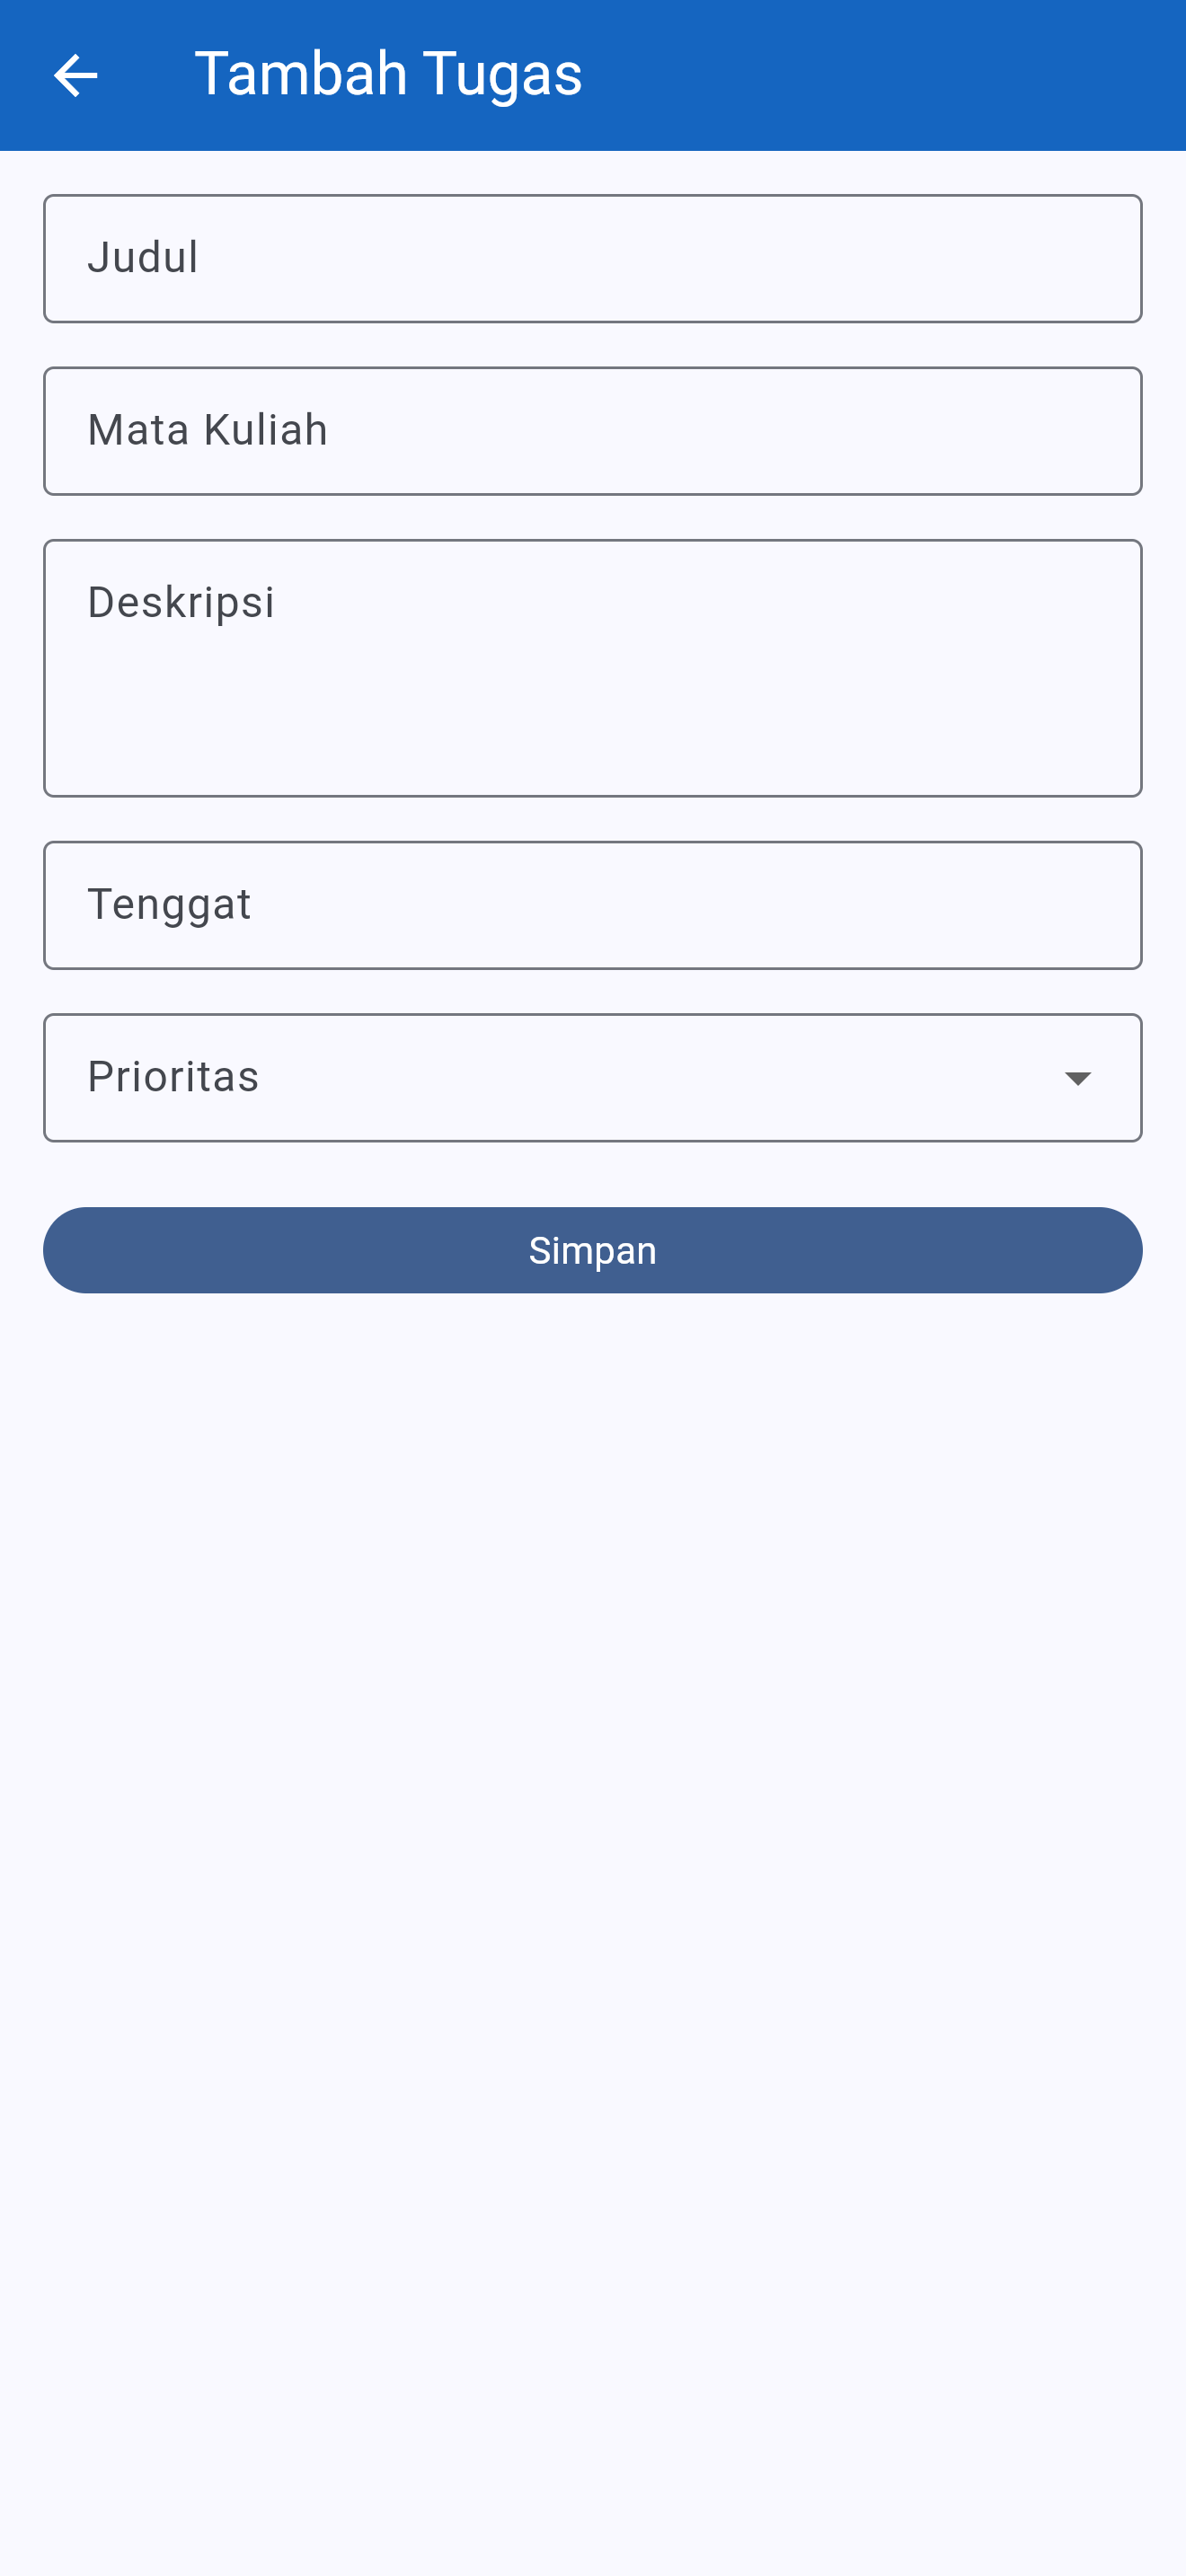 Tambah Tugas
Judul
Mata Kuliah
Deskripsi
Tenggat
Prioritas
Simpan